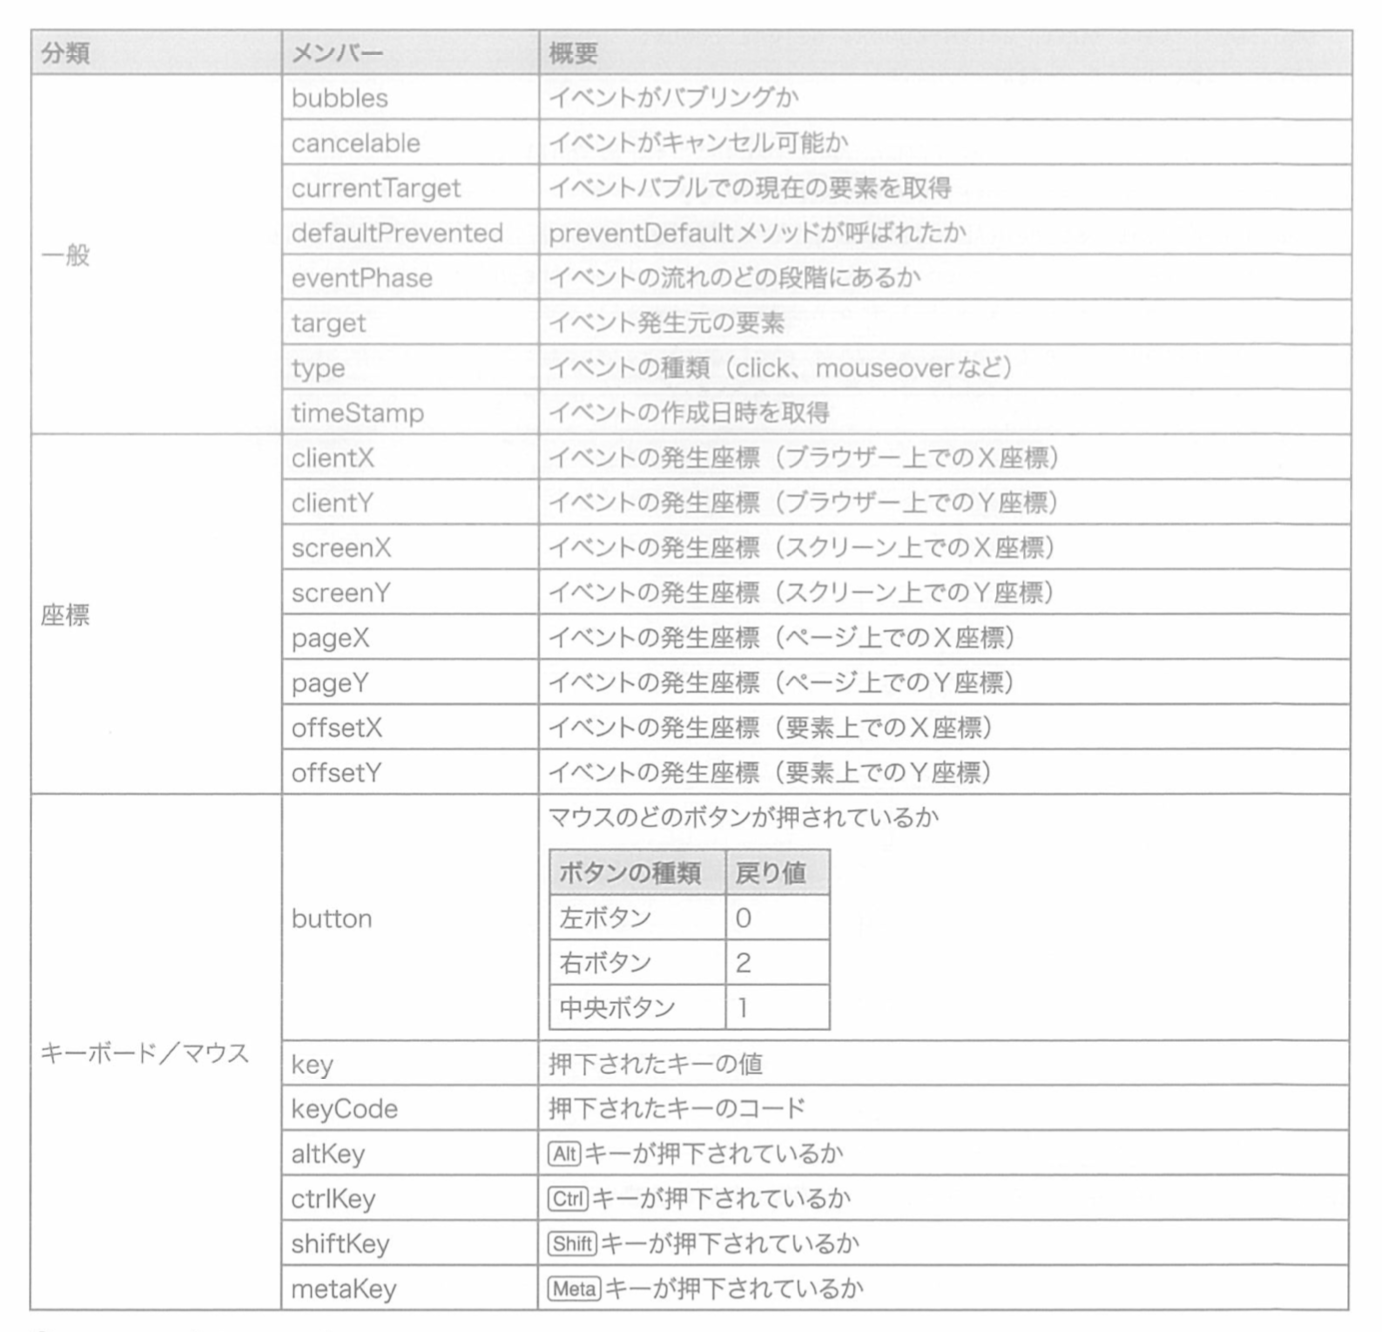 分類 メンバー 概要
一般
bubbles イベントがバブリングか
cancelable イベントがキャンセル可能か
currentTarget イベントバブルでの現在の要素を取得
defaultPrevented preventDefaultメソッドが呼ばれたか
eventPhase イベントの流れのどの段階にあるか
target イベント発生元の要素
type イベントの種類（click、mouseoverなど）
timeStamp イベントの作成日時を取得
座標
clientX イベントの発生座標（ブラウザー上でのX座標）
clientY イベントの発生座標（ブラウザー上でのY座標）
screenX イベントの発生座標（スクリーン上でのX座標）
screenY イベントの発生座標（スクリーン上でのY座標）
pageX イベントの発生座標（ページ上でのX座標）
pageY イベントの発生座標（ページ上でのY座標）
offsetX イベントの発生座標（要素上でのX座標）
offsetY イベントの発生座標（要素上でのY座標）
キーボード／マウス
button マウスのどのボタンが押されているか
ボタンの種類 戻り値
左ボタン 0
右ボタン 2
中央ボタン 1
key 押下されたキーの値
keyCode 押下されたキーのコード
altKey Altキーが押下されているか
ctrlKey Ctrlキーが押下されているか
shiftKey Shiftキーが押下されているか
metaKey Metaキーが押下されているか